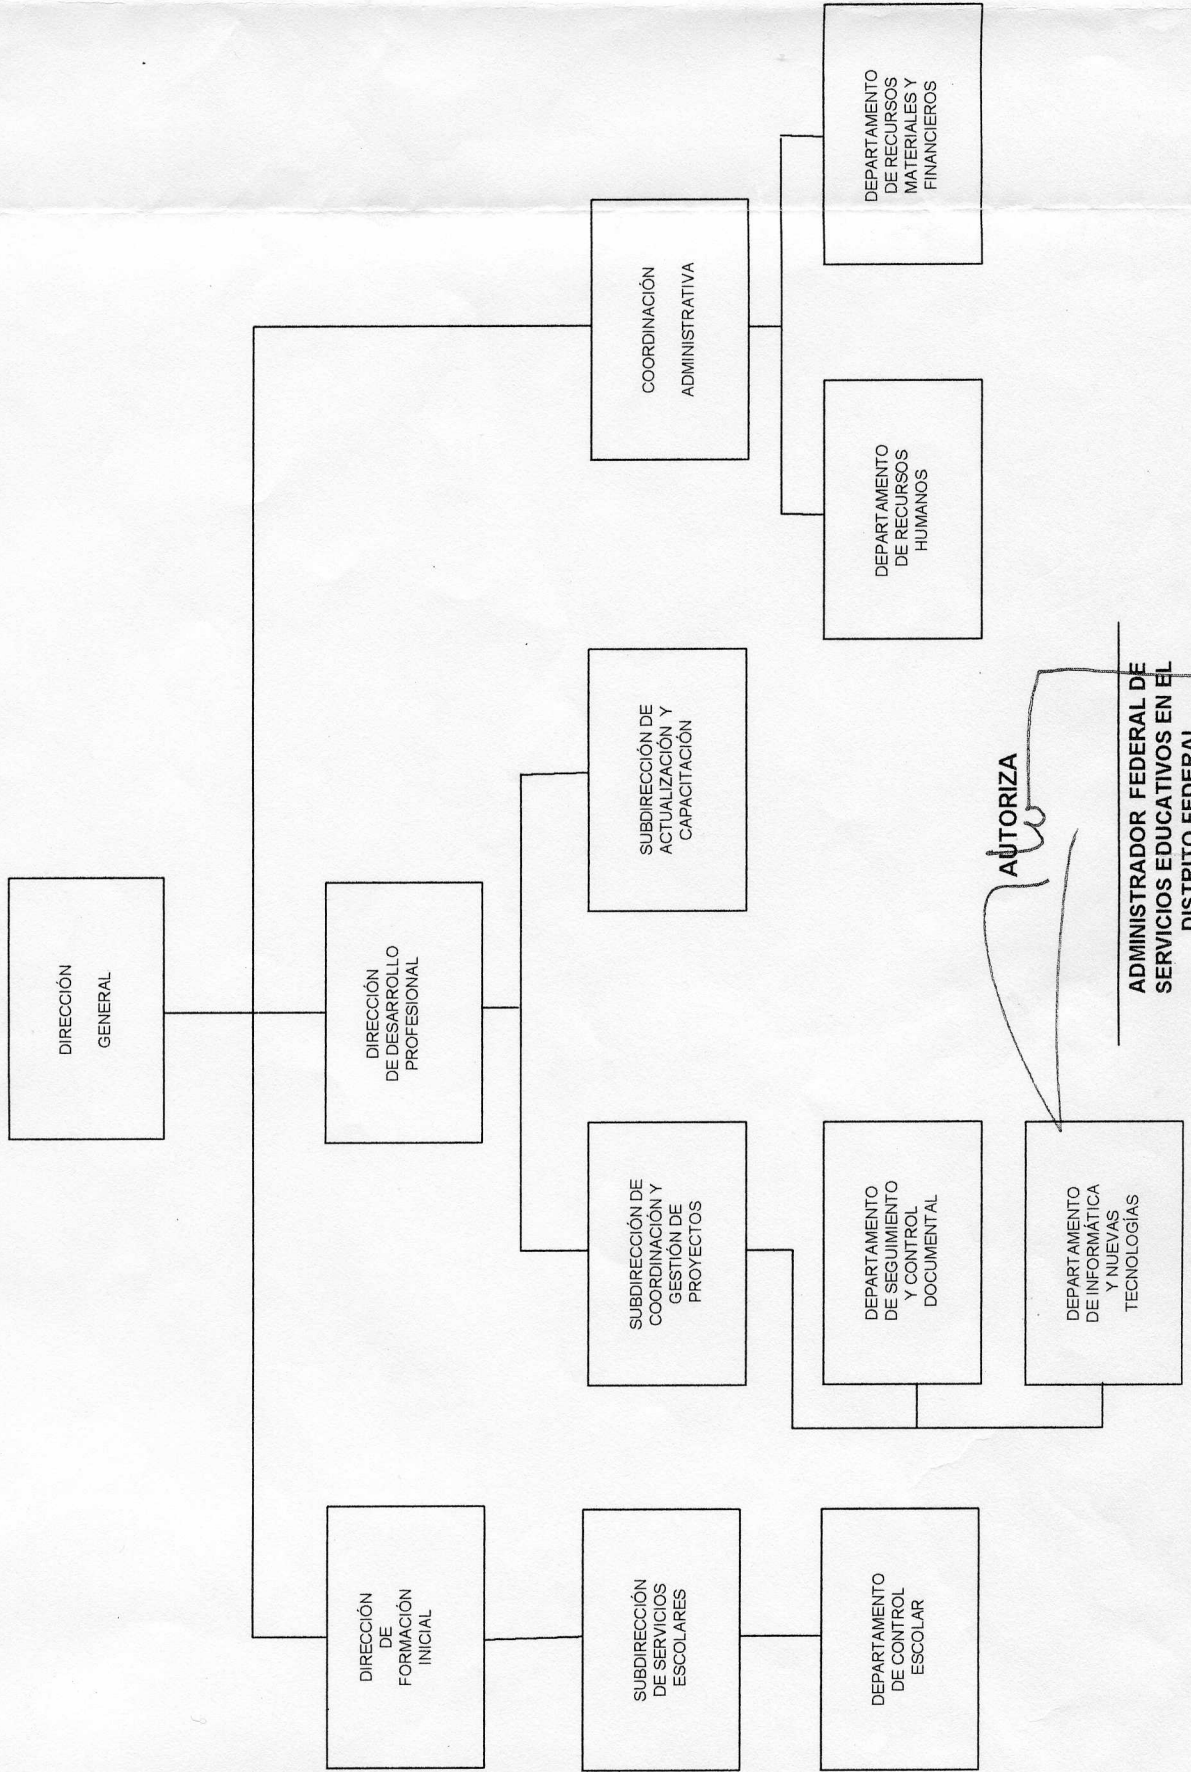 DIRECCIÓN
GENERAL
DIRECCIÓN
DE
FORMACIÓN
INICIAL
DIRECCIÓN
DE DESARROLLO
PROFESIONAL
SUBDIRECCIÓN
DE SERVICIOS
ESCOLARES
SUBDIRECCIÓN DE
COORDINACIÓN Y
GESTIÓN DE
PROYECTOS
SUBDIRECCIÓN DE
ACTUALIZACIÓN Y
CAPACITACIÓN
COORDINACIÓN
ADMINISTRATIVA
DEPARTAMENTO
DE CONTROL
ESCOLAR
DEPARTAMENTO
DE SEGUIMIENTO
Y CONTROL
DOCUMENTAL
DEPARTAMENTO
DE RECURSOS
HUMANOS
DEPARTAMENTO
DE RECURSOS
MATERIALES Y
FINANCIEROS
DEPARTAMENTO
DE INFORMÁTICA
Y NUEVAS
TECNOLOGÍAS
AUTORIZA
ADMINISTRADOR FEDERAL DE
SERVICIOS EDUCATIVOS EN EL
DISTRITO FEDERAL